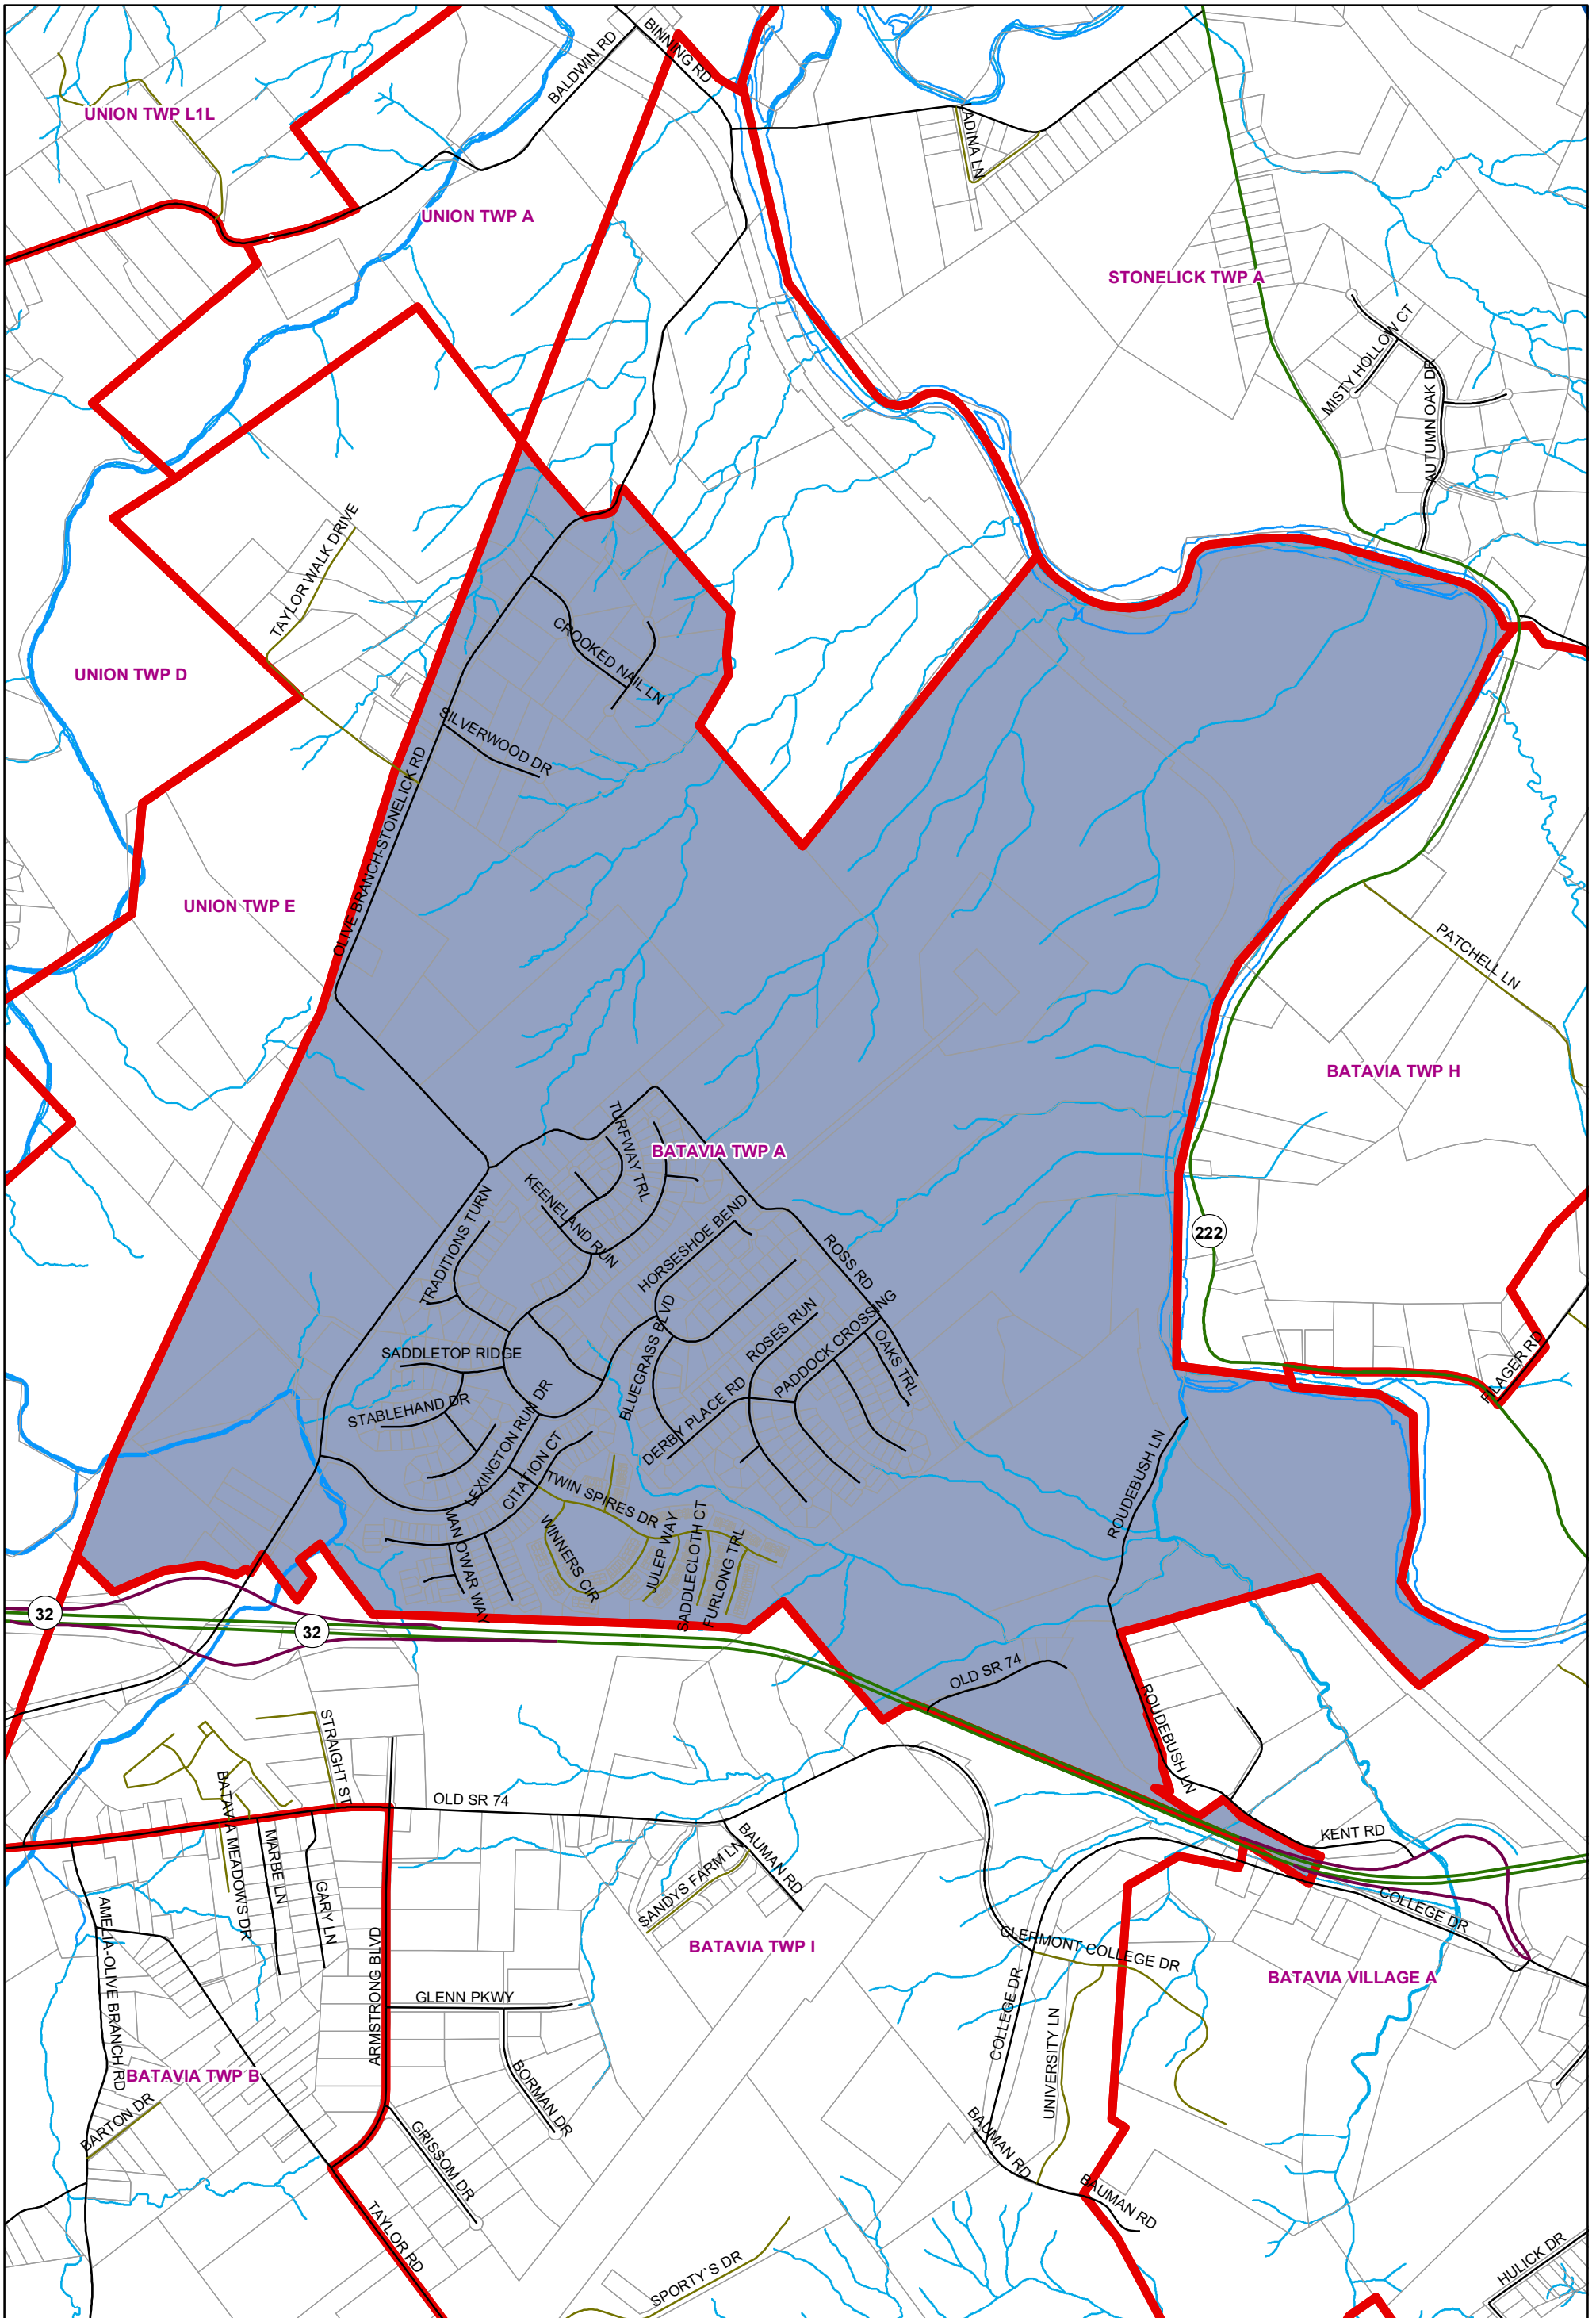 BINNING RD
BALDWIN RD
UNION TWP L1L
ADINA LN
UNION TWP A
STONELICK TWP A
MISTY HOLLOW CT
AUTUMN OAK DR
TAYLOR WALK DRIVE
CROOKED NAIL LN
UNION TWP D
SILVERWOOD DR
OLIVE BRANCH-STONELICK RD
UNION TWP E
PATCHELL LN
BATAVIA TWP H
TURFWAY TRL
BATAVIA TWP A
KEENELAND RUN
TRADITIONS TURN
HORSESHOE BEND
222
ROSS RD
BLUEGRASS BLVD
ROSES RUN
PADDOCK CROSSING
OAKS TRL
SADDLETOP RIDGE
FILAGER RD
STABLEHAND DR
DERBY PLACE RD
LEXINGTON RUN DR
CITATION CT
ROUDEBUSH LN
TWIN SPIRES DR
MAN O'WAR WAY
WINNERS CIR
JULEP WAY
SADDLECLOTH CT
FURLONG TRL
32
32
OLD SR 74
ROUDEBUSH LN
STRAIGHT ST
BATAVIA MEADOWS DR
OLD SR 74
MARBE LN
GARY LN
BAUMAN RD
SANDYS FARM LN
KENT RD
COLLEGE DR
AMELIA-OLIVE BRANCH RD
ARMSTRONG BLVD
BATAVIA TWP I
CLERMONT COLLEGE DR
BATAVIA VILLAGE A
GLENN PKWY
COLLEGE DR
UNIVERSITY LN
BATAVIA TWP B
BORMAN DR
BARTON DR
GRISSOM DR
BAUMAN RD
BAUMAN RD
TAYLOR RD
SPORTY'S DR
HULICK DR